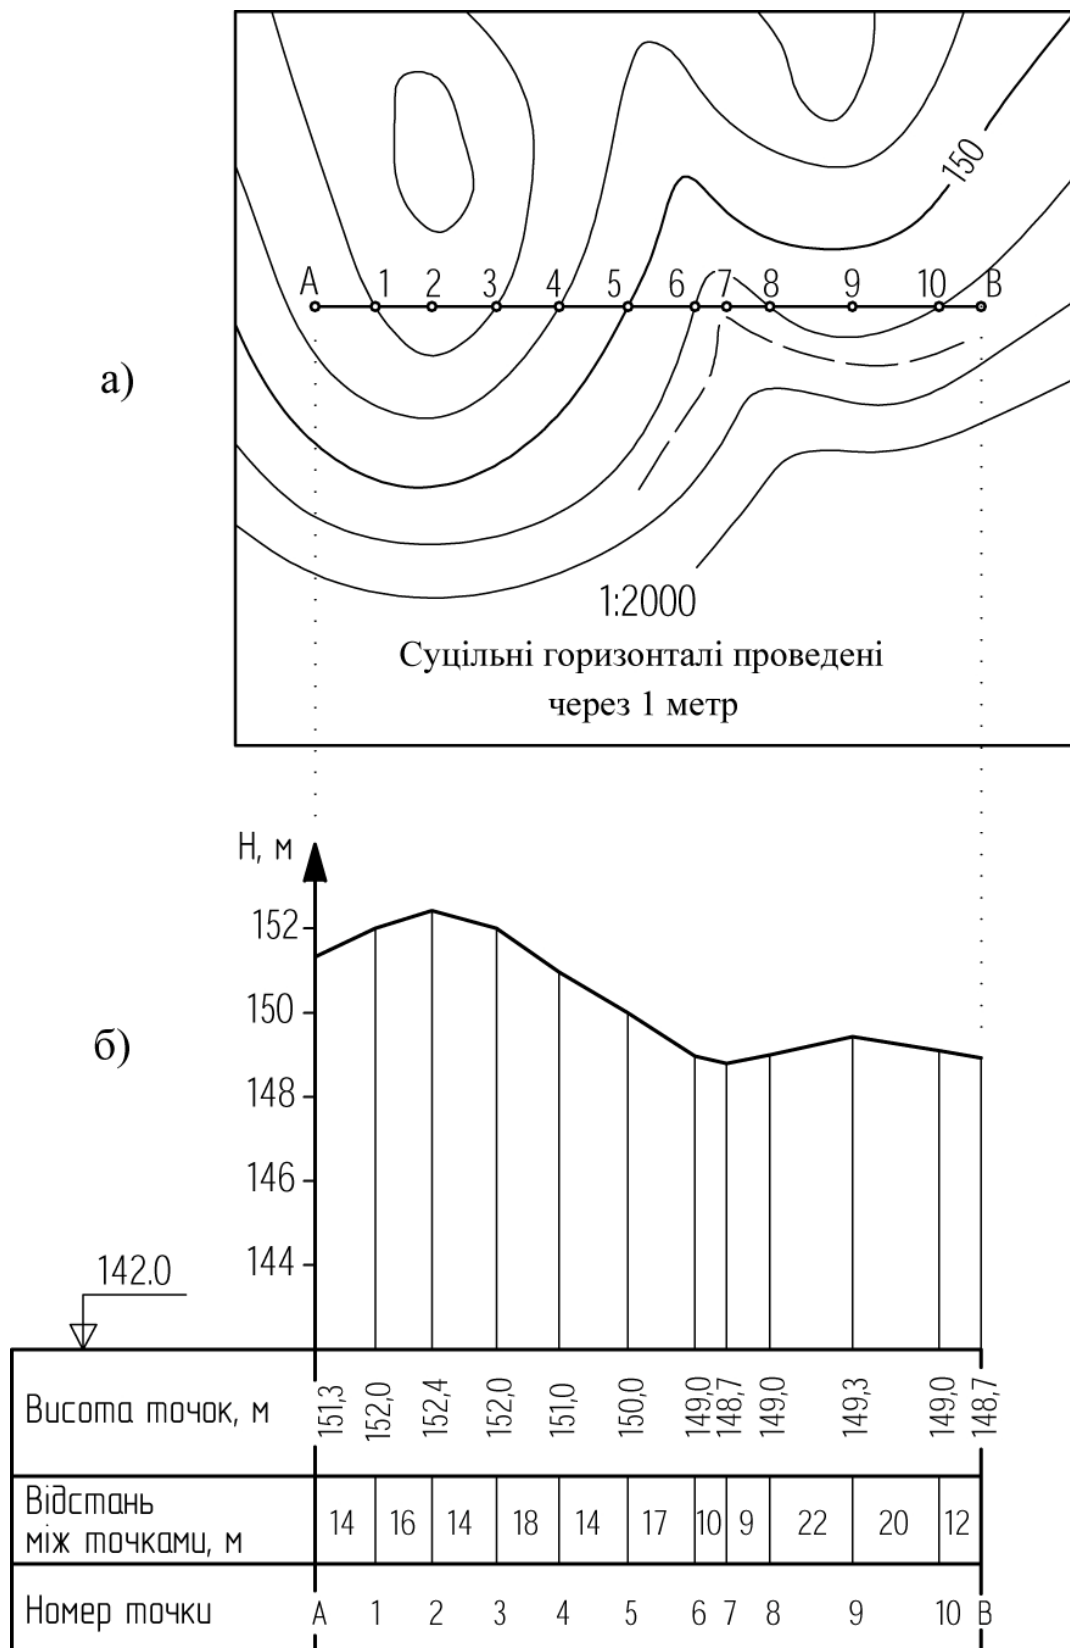 150
A 1 2 3 4 5 6 7 8 9 10 B
а)
1:2000
Суцільні горизонталі проведені
через 1 метр
Н, м
152
150
б)
148
146
144
142.0
Висота точок, м 151,3 152,0 152,4 152,0 151,0 150,0 149,0 148,7 149,0 149,3 149,0 148,7
Відстань
між точками, м 14 16 14 18 14 17 10 9 22 20 12
Номер точки А 1 2 3 4 5 6 7 8 9 10 В